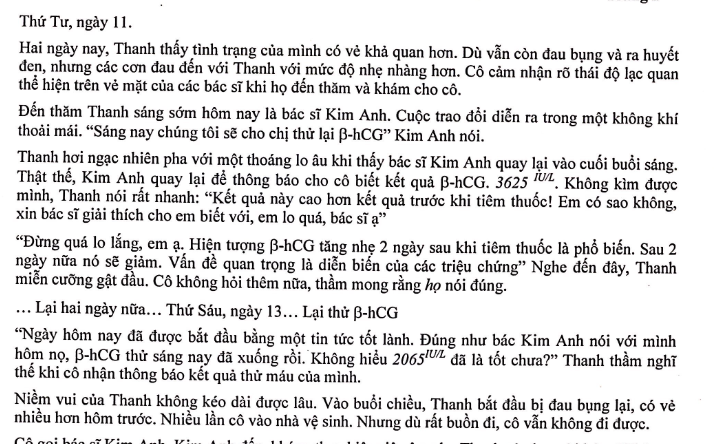 Thứ Tư, ngày 11.
Hai ngày nay, Thanh thấy tình trạng của mình có vẻ khả quan hơn. Dù vẫn còn đau bụng và ra huyết
đen, nhưng các cơn đau đến với Thanh với mức độ nhẹ nhàng hơn. Cô cảm nhận rõ thái độ lạc quan
thể hiện trên vẻ mặt của các bác sĩ khi họ đến thăm và khám cho cô.
Đến thăm Thanh sáng sớm hôm nay là bác sĩ Kim Anh. Cuộc trao đổi diễn ra trong một không khí
thoải mái. “Sáng nay chúng tôi sẽ cho chị thử lại β-hCG” Kim Anh nói.
Thanh hơi ngạc nhiên pha với một thoáng lo âu khi thấy bác sĩ Kim Anh quay lại vào cuối buổi sáng.
Thật thế, Kim Anh quay lại để thông báo cho cô biết kết quả β-hCG. 3625 IU/L. Không kìm được
mình, Thanh nói rất nhanh: “Kết quả này cao hơn kết quả trước khi tiêm thuốc! Em có sao không,
xin bác sĩ giải thích cho em biết với, em lo quá, bác sĩ ạ”
“Đừng quá lo lắng, em ạ. Hiện tượng β-hCG tăng nhẹ 2 ngày sau khi tiêm thuốc là phổ biến. Sau 2
ngày nữa nó sẽ giảm. Vấn đề quan trọng là diễn biến của các triệu chứng” Nghe đến đây, Thanh
miễn cưỡng gật đầu. Cô không hỏi thêm nữa, thầm mong rằng họ nói đúng.
… Lại hai ngày nữa… Thứ Sáu, ngày 13… Lại thử β-hCG
“Ngày hôm nay đã được bắt đầu bằng một tin tức tốt lành. Đúng như bác Kim Anh nói với mình
hôm nọ, β-hCG thử sáng nay đã xuống rồi. Không hiểu 2065IU/L đã là tốt chưa?” Thanh thầm nghĩ
thế khi cô nhận thông báo kết quả thử máu của mình.
Niềm vui của Thanh không kéo dài được lâu. Vào buổi chiều, Thanh bắt đầu bị đau bụng lại, có vẻ
nhiều hơn hôm trước. Nhiều lần cô vào nhà vệ sinh. Nhưng dù rất buồn đi, cô vẫn không đi được.